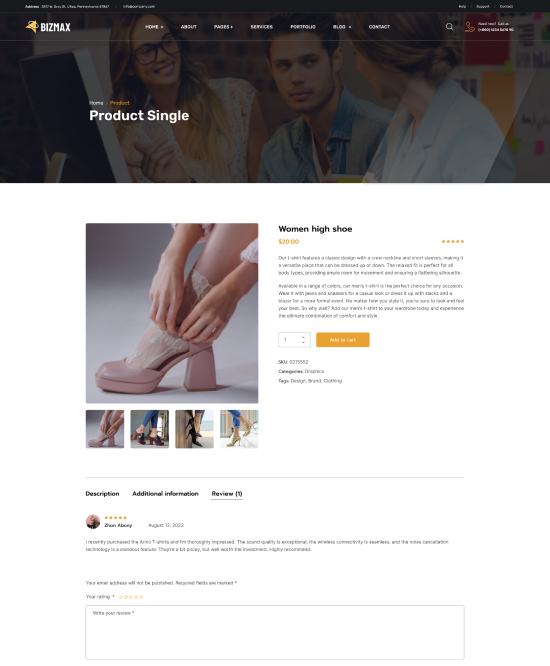 Address : 2817 W. Gray St. Utica, Pennsylvania 57867 info@company.com Help Support Contact
BIZMAX HOME ABOUT PAGES + SERVICES PORTFOLIO BLOG CONTACT Need help? Call us:
Home Product
Product Single
Women high shoe
$20.00
Our t-shirt features a classic design with a crew neckline and short sleeves, making it
a versatile piece that can be dressed up or down. The relaxed fit is perfect for all
body types, providing ample room for movement and ensuring a flattering silhouette.
Available in a range of colors, our men's t-shirt is the perfect choice for any occasion.
Wear it with jeans and sneakers for a casual look or dress it up with slacks and a
blazer for a more formal event. No matter how you style it, you're sure to look and feel
your best. So why wait? Add our men's t-shirt to your wardrobe today and experience
the ultimate combination of comfort and style.
1 Add to cart
SKU: 0215552
Categories: Graphics
Tags: Design, Brand, Clothing
Description Additional information Review (1)
Zhon Abony August 12, 2023
I recently purchased the Arino T-shirts and I'm thoroughly impressed. The sound quality is exceptional, the wireless connectivity is seamless, and the noise cancellation
technology is a standout feature. They're a bit pricey, but well worth the investment. Highly recommend.
Your email address will not be published. Required fields are marked *
Your rating *
Write your review *